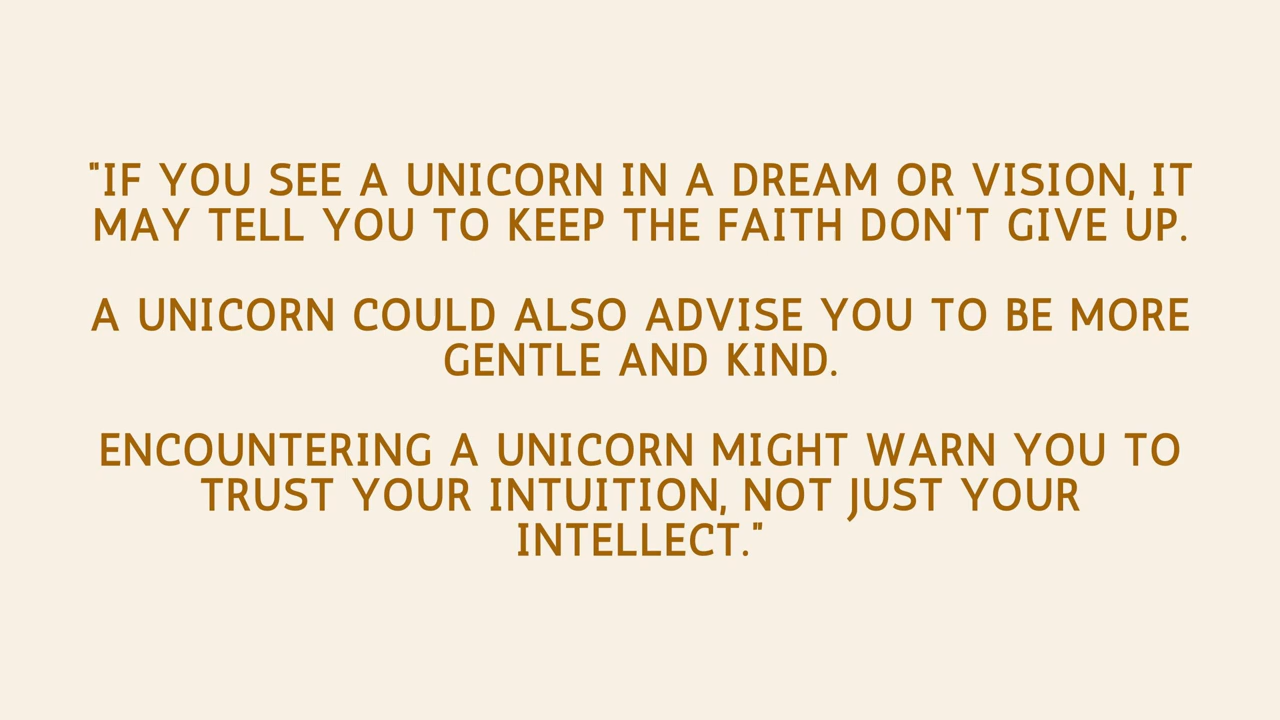 "IF YOU SEE A UNICORN IN A DREAM OR VISION, IT
MAY TELL YOU TO KEEP THE FAITH DON'T GIVE UP.
A UNICORN COULD ALSO ADVISE YOU TO BE MORE
GENTLE AND KIND.
ENCOUNTERING A UNICORN MIGHT WARN YOU TO
TRUST YOUR INTUITION, NOT JUST YOUR
INTELLECT."